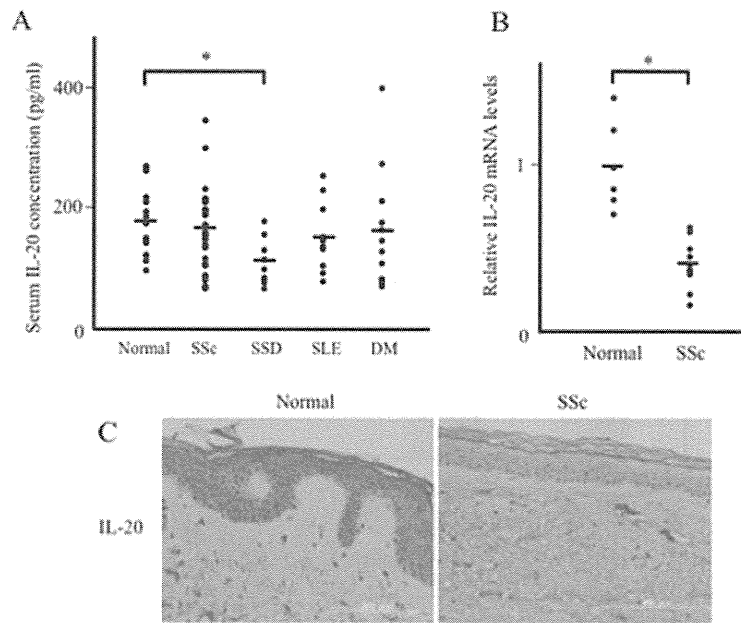 A
Serum IL-20 concentration (pg/ml)
*
400
200
0
Normal SSc SSD SLE DM
B
Relative IL-20 mRNA levels
*
1
0
Normal SSc
C
Normal SSc
IL-20